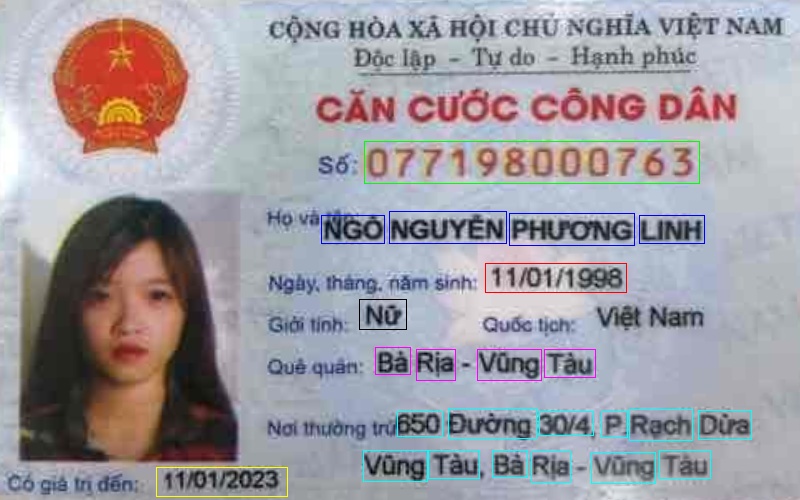 CỘNG HÒA XÃ HỘI CHỦ NGHĨA VIỆT NAM
Độc lập - Tự do - Hạnh phúc
CĂN CƯỚC CÔNG DÂN
Số: 077198000763
Họ và tên: NGÔ NGUYỄN PHƯƠNG LINH
Ngày, tháng, năm sinh: 11/01/1998
Giới tính: Nữ Quốc tịch: Việt Nam
Quê quán: Bà Rịa - Vũng Tàu
Nơi thường trú: 650 Đường 30/4, P.Rạch Dừa
Vũng Tàu, Bà Rịa - Vũng Tàu
Có giá trị đến: 11/01/2023